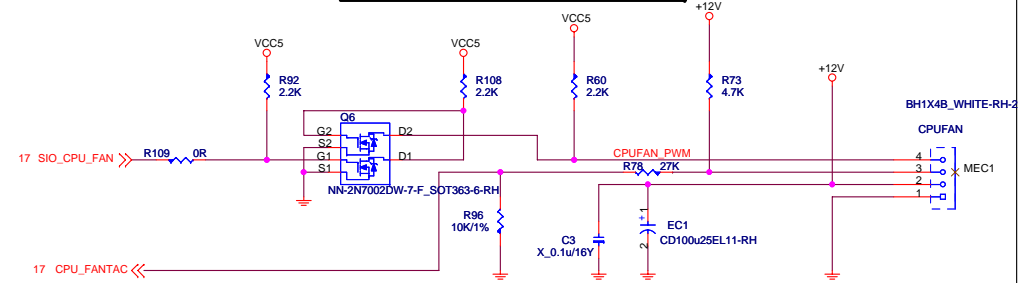 +12V
VCC5
VCC5
VCC5
+12V
R92
2.2K
R108
2.2K
R60
2.2K
R73
4.7K
BH1X4B_WHITE-RH-2
CPUFAN
Q6
G2
S2
G1
S1
D2
D1
17 SIO_CPU_FAN
R109 0R
CPUFAN_PWM
R78 27K
4
3
2
1
MEC1
NN-2N7002DW-7-F_SOT363-6-RH
R96
10K/1%
C3
X_0.1u/16Y
+
1
2
EC1
CD100u25EL11-RH
17 CPU_FANTAC